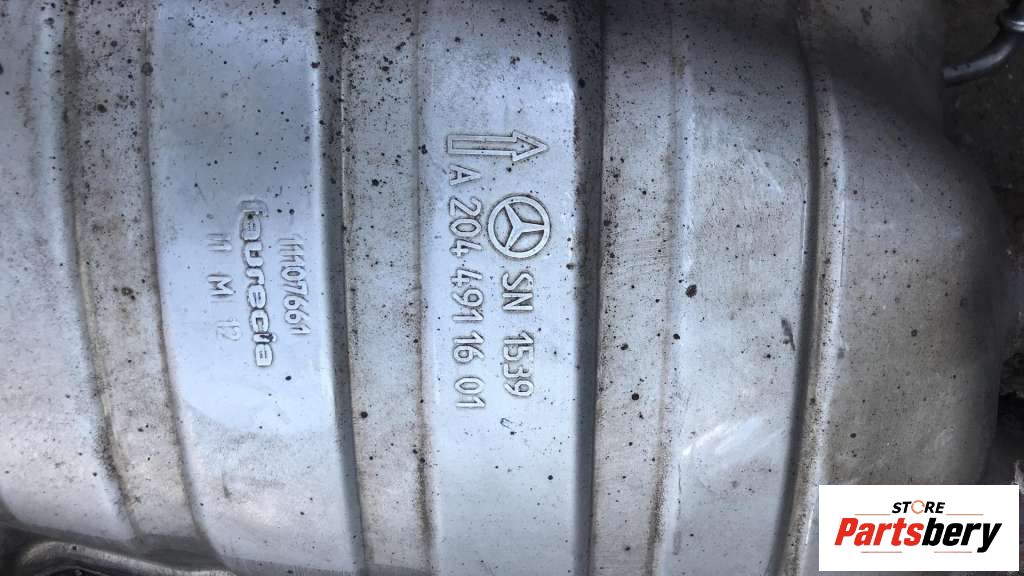 SN 1539
A 204 491 16 01
11107661
faurecia
11 M 12
STORE
Partsbery